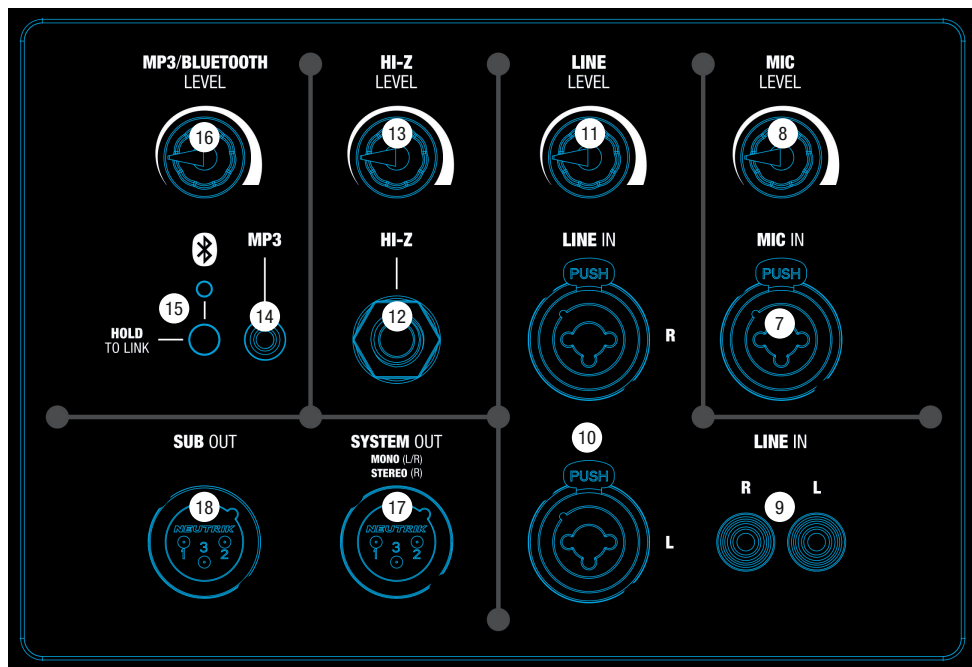 MP3/BLUETOOTH
LEVEL
HI-Z
LEVEL
LINE
LEVEL
MIC
LEVEL
16
13
11
8
MP3
HI-Z
LINE IN
MIC IN
PUSH
PUSH
15
14
12
7
HOLD
TO LINK
R
SUB OUT
SYSTEM OUT
MONO (L/R)
STEREO (R)
10
LINE IN
PUSH
R
L
18
17
9
NEUTRIK
NEUTRIK
1
3
2
1
3
2
L